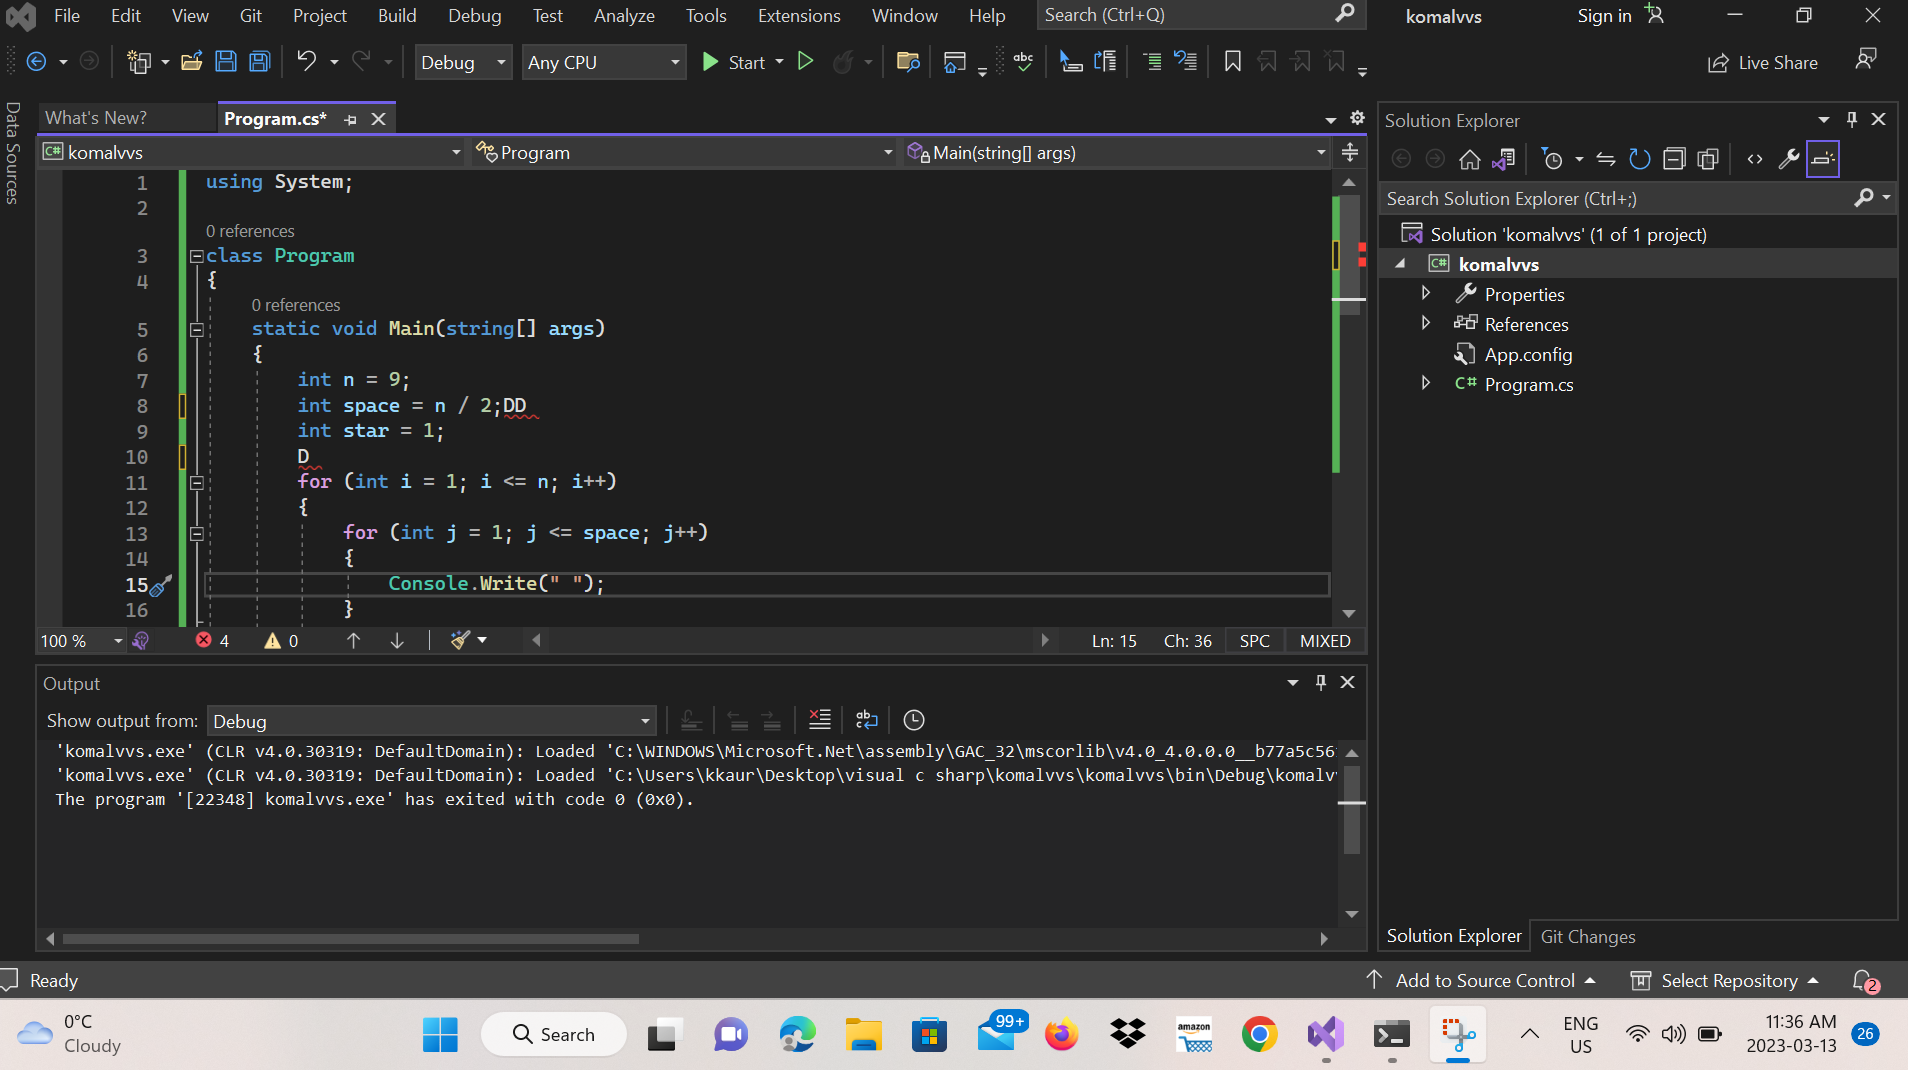 File Edit View Git Project Build Debug Test Analyze Tools Extensions Window Help Search (Ctrl+Q) komalvvs Sign in
Debug Any CPU Start Live Share
Data Sources
What's New? Program.cs*
C# komalvvs Program Main(string[] args)
1 using System;
2
0 references
3 class Program
4 {
0 references
5 static void Main(string[] args)
6 {
7 int n = 9;
8 int space = n / 2;DD
9 int star = 1;
10 D
11 for (int i = 1; i <= n; i++)
12 {
13 for (int j = 1; j <= space; j++)
14 {
15 Console.Write(" ");
16 }
100 % 4 0 Ln: 15 Ch: 36 SPC MIXED
Output
Show output from: Debug
'komalvvs.exe' (CLR v4.0.30319: DefaultDomain): Loaded 'C:\WINDOWS\Microsoft.Net\assembly\GAC_32\mscorlib\v4.0_4.0.0.0__b77a5c56
'komalvvs.exe' (CLR v4.0.30319: DefaultDomain): Loaded 'C:\Users\kkaur\Desktop\visual c sharp\komalvvs\komalvvs\bin\Debug\komalv
The program '[22348] komalvvs.exe' has exited with code 0 (0x0).
Solution Explorer
Search Solution Explorer (Ctrl+;)
Solution 'komalvvs' (1 of 1 project)
C# komalvvs
Properties
References
App.config
C# Program.cs
Solution Explorer Git Changes
Ready Add to Source Control Select Repository 2
0°C
Cloudy
Search
99+
amazon
ENG
US
11:36 AM
2023-03-13
26